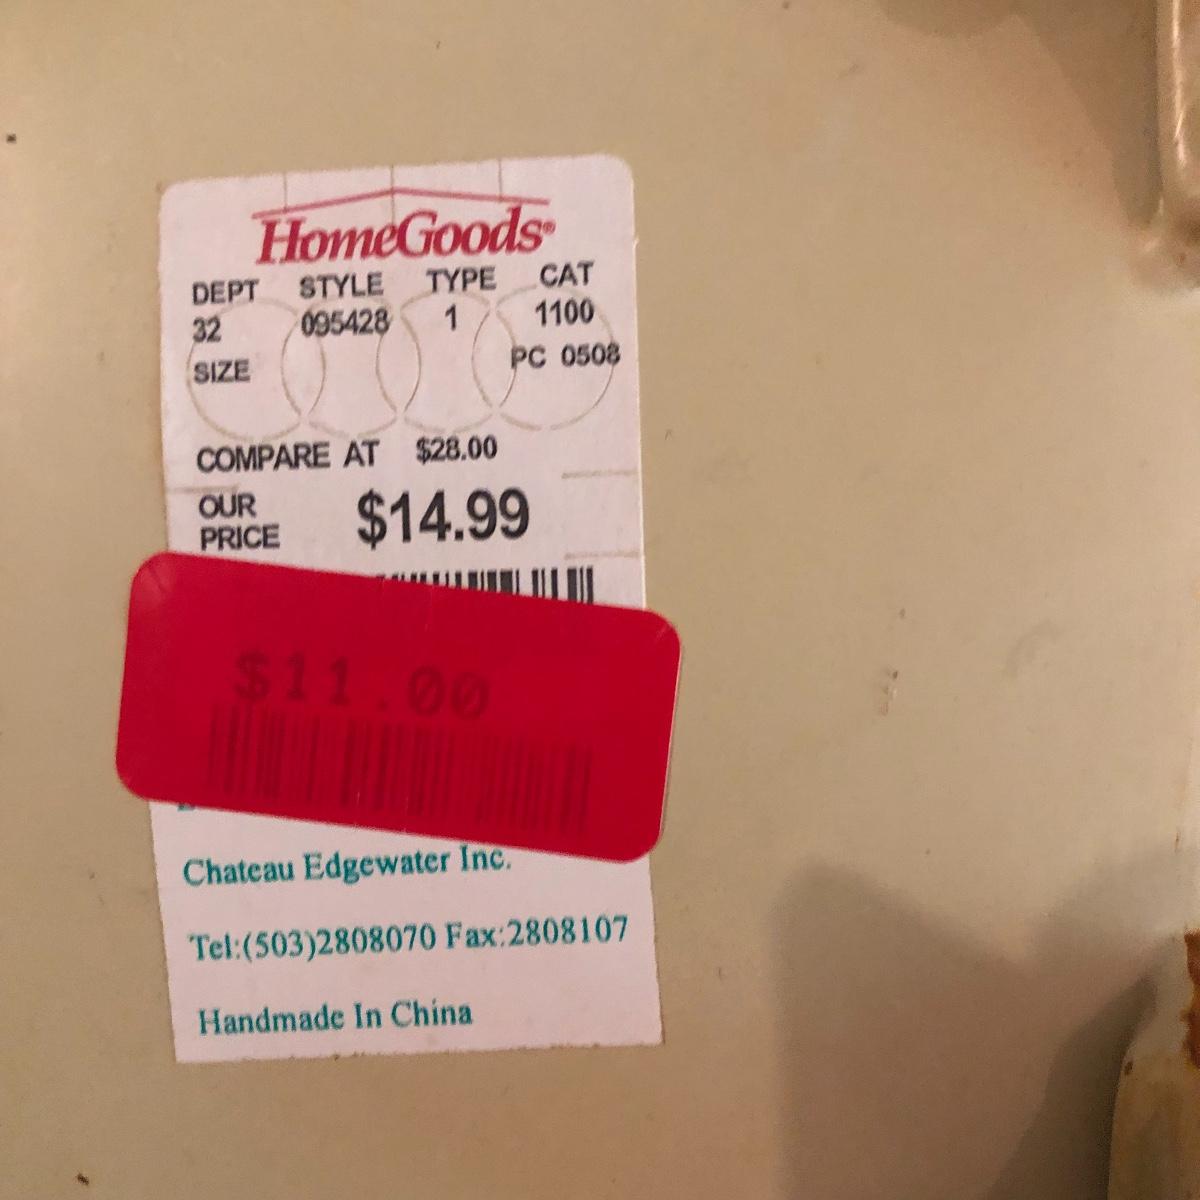 HomeGoods®
DEPT STYLE TYPE CAT
32 095428 1 1100
SIZE PC 0508
COMPARE AT $28.00
OUR PRICE $14.99
$11.00
Chateau Edgewater Inc.
Tel:(503)2808070 Fax:2808107
Handmade In China